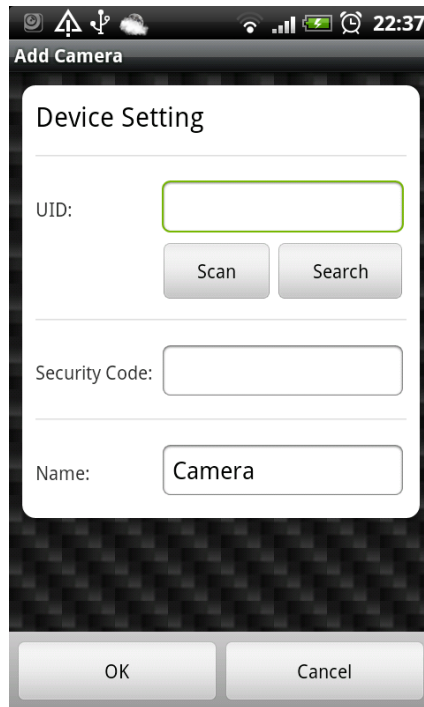 22:37
Add Camera
Device Setting
UID:
Scan Search
Security Code:
Name: Camera
OK Cancel